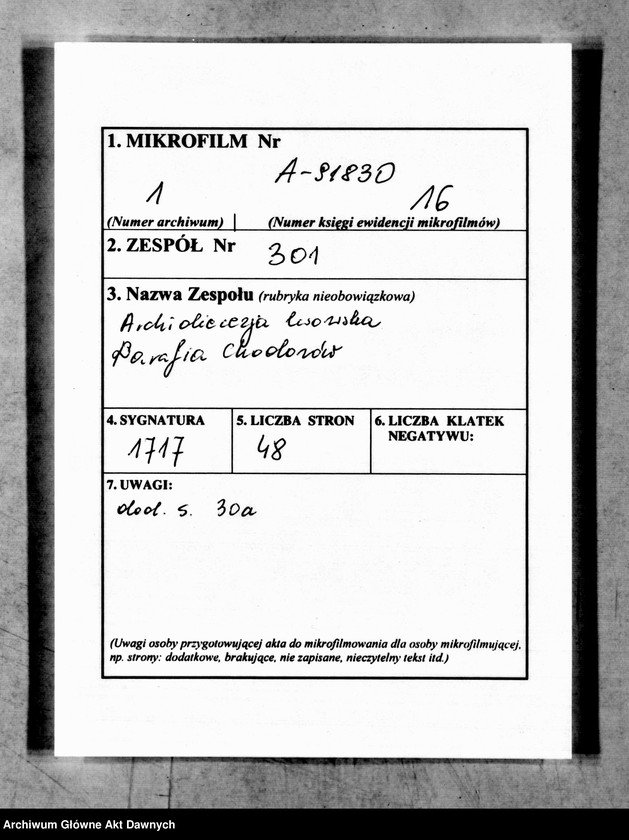 1. MIKROFILM Nr
A-91830
1 16
(Numer archiwum) | (Numer księgi ewidencji mikrofilmów)
2. ZESPÓŁ Nr 301
3. Nazwa Zespołu (rubryka nieobowiązkowa)
Archidiecezja lwowska
Parafia Chodorów
4. SYGNATURA 5. LICZBA STRON 6. LICZBA KLATEK
NEGATYWU:
1717 48
7. UWAGI:
dod. s. 30a
(Uwagi osoby przygotowującej akta do mikrofilmowania dla osoby mikrofilmującej,
np. strony: dodatkowe, brakujące, nie zapisane, nieczytelny tekst itd.)
Archiwum Główne Akt Dawnych